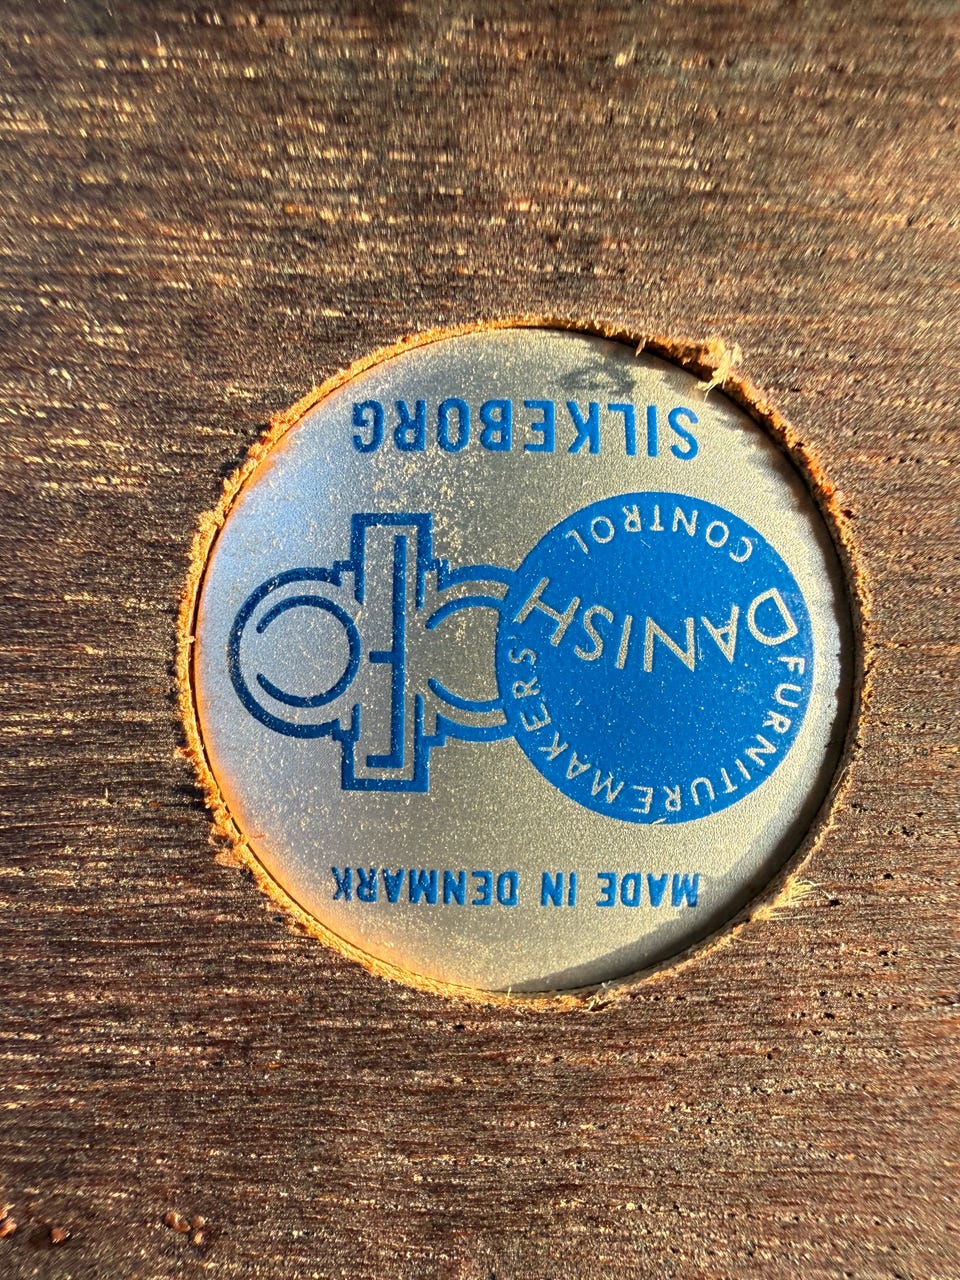 MADE IN DENMARK
DANISH
FURNITUREMAKERS'
CONTROL
SILKEBORG